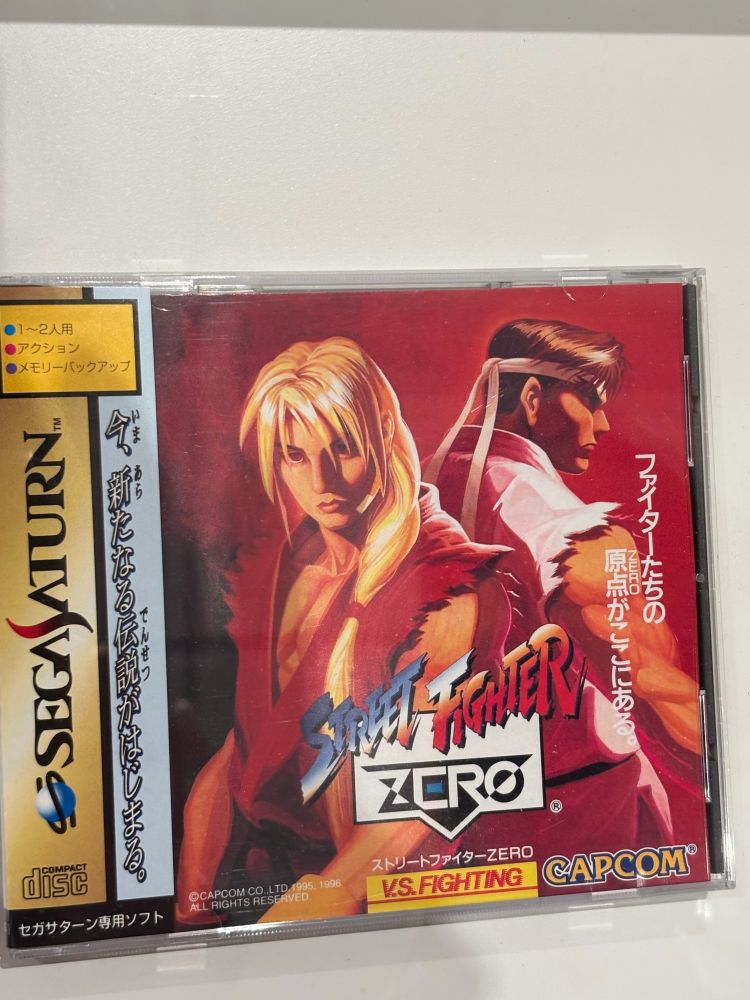 1〜2人用
アクション
メモリーバックアップ
SEGA SATURN™
COMPACT
disc
セガサターン専用ソフト
今、新たなる伝説がはじまる。
いま
あら
でんせつ
ファイターたちの
原点がここにある。
ZERO
STREET FIGHTER
ZERO
®
ストリートファイターZERO
V.S.FIGHTING
CAPCOM®
©CAPCOM CO.,LTD.1995, 1996
ALL RIGHTS RESERVED.